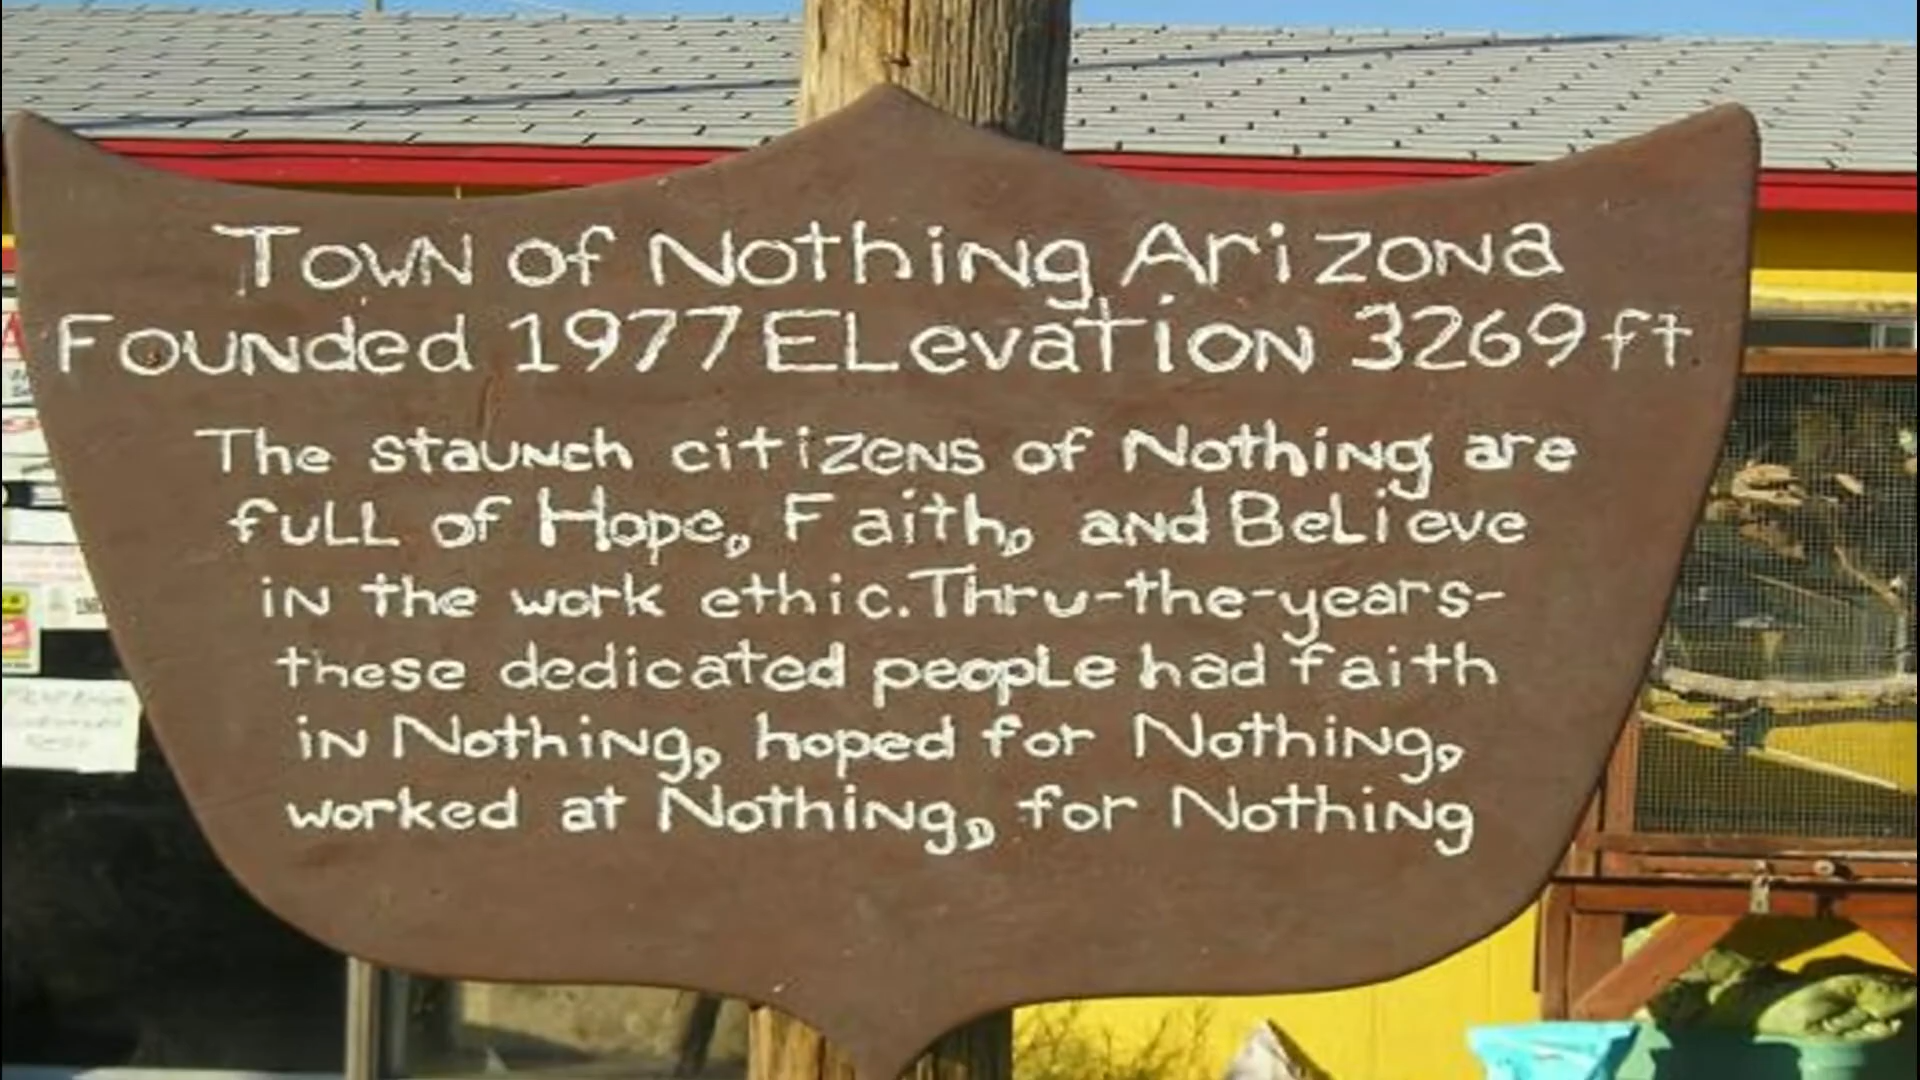 Town of Nothing Arizona
Founded 1977 ELevation 3269ft
The staunch citizens of Nothing are
full of Hope, Faith, and BeLieve
in the work ethic.Thru-the-years-
these dedicated people had faith
in Nothing, hoped for Nothing,
worked at Nothing, for Nothing